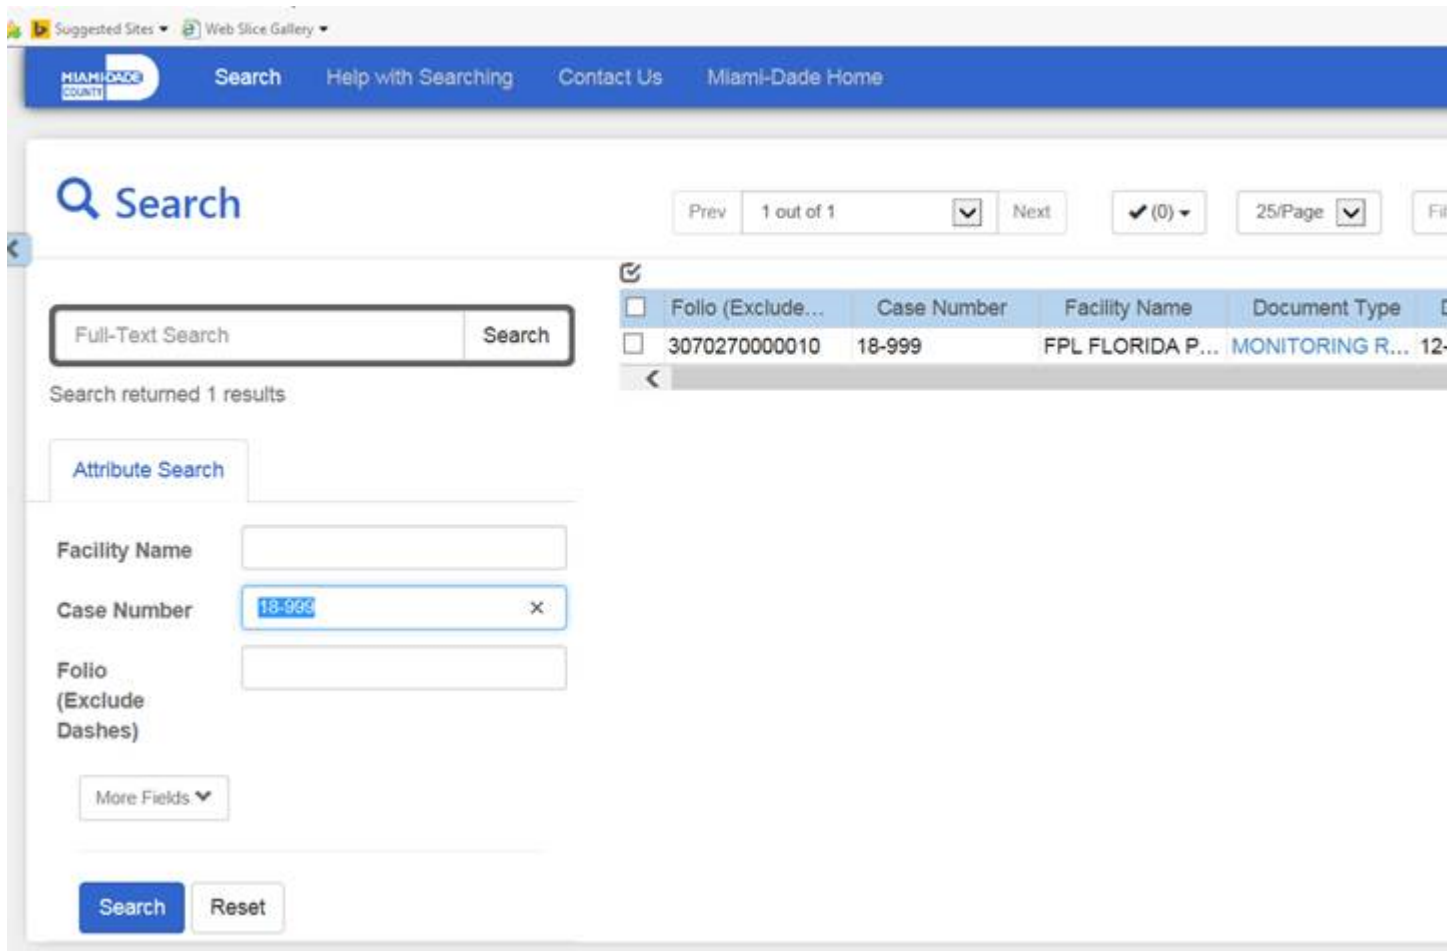 Suggested Sites Web Slice Gallery
MIAMI-DADE
COUNTY
Search Help with Searching Contact Us Miami-Dade Home
Search
Prev 1 out of 1 Next (0) 25/Page
Full-Text Search Search
Search returned 1 results
Folio (Exclude... Case Number Facility Name Document Type
3070270000010 18-999 FPL FLORIDA P... MONITORING R... 12-
Attribute Search
Facility Name
Case Number 18-999 ×
Folio
(Exclude
Dashes)
More Fields
Search Reset